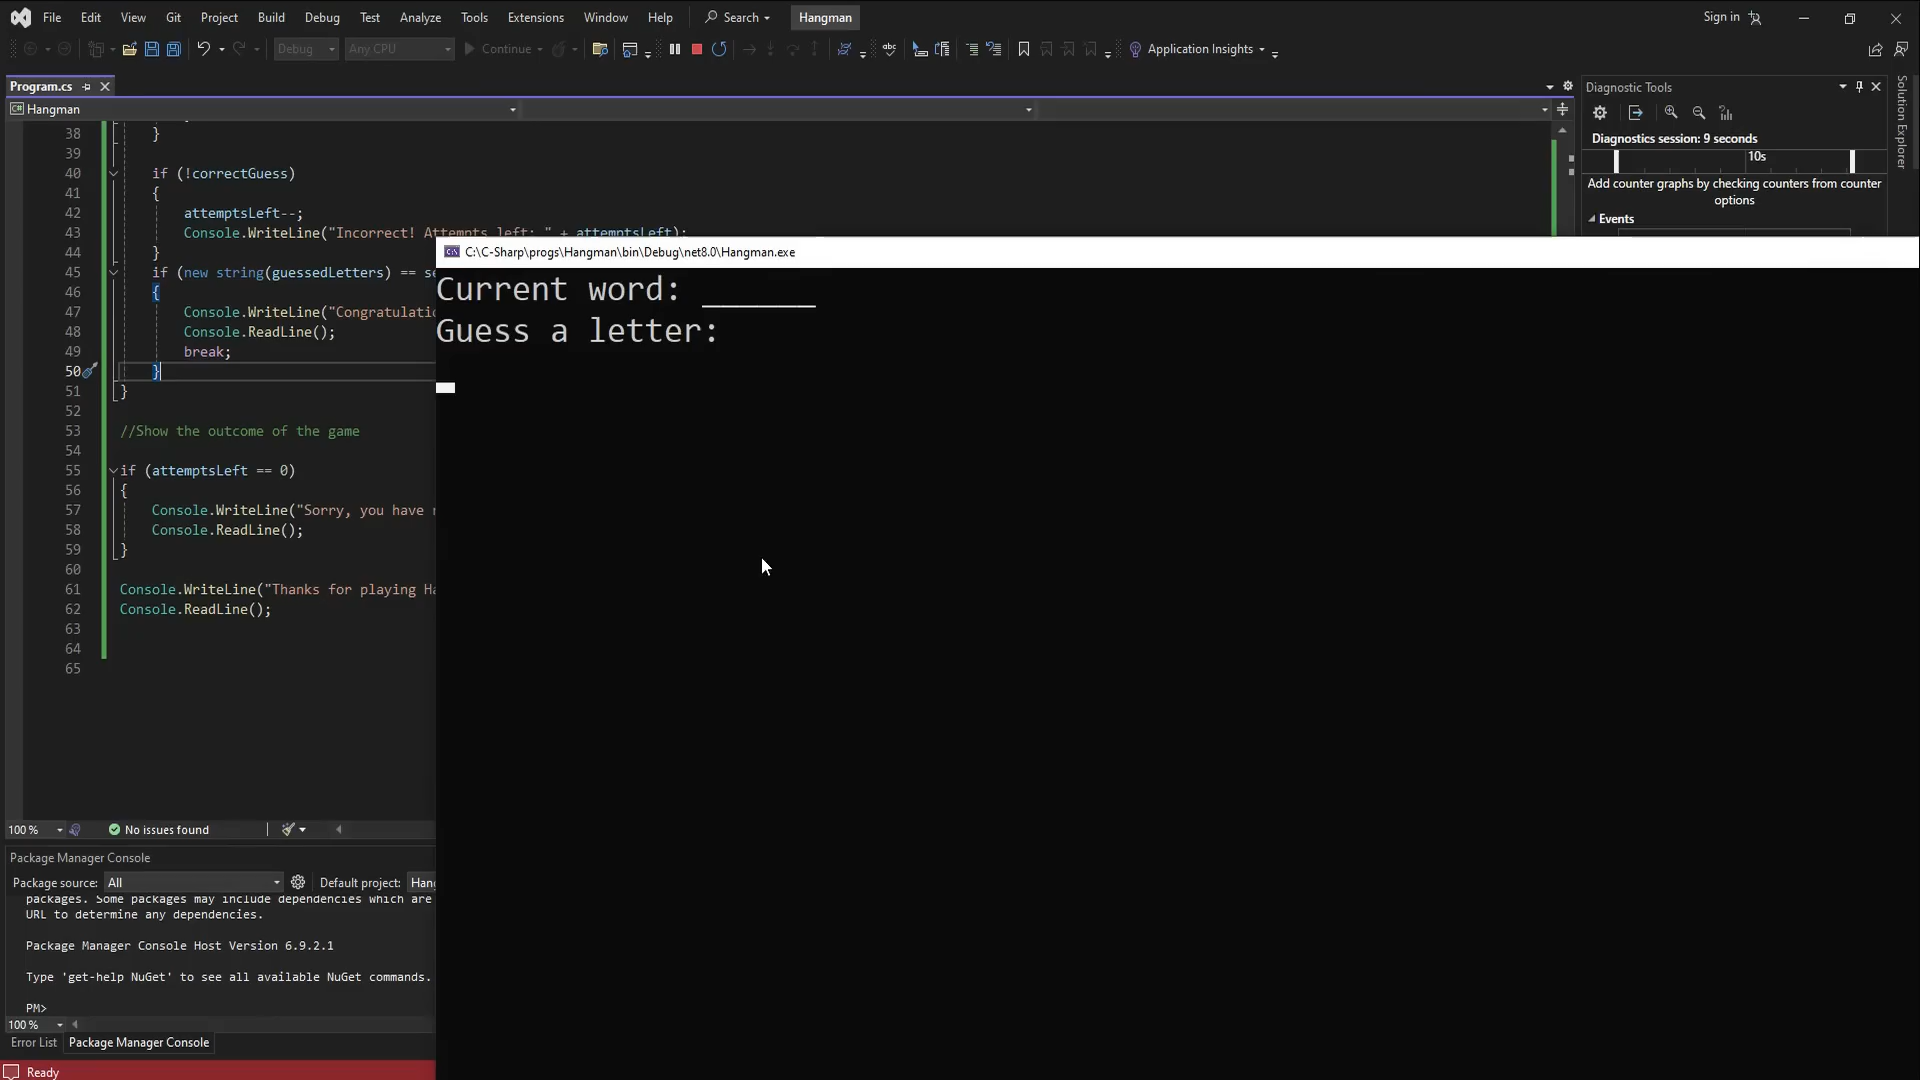 File Edit View Git Project Build Debug Test Analyze Tools Extensions Window Help Search Hangman Sign in
Debug Any CPU Continue Application Insights
Program.cs
C# Hangman
38 }
39
40 if (!correctGuess)
41 {
42 attemptsLeft--;
43 Console.WriteLine("Incorrect! Attempts left: " + attemptsLeft);
44 }
45 if (new string(guessedLetters) == se
46 {
47 Console.WriteLine("Congratulatio
48 Console.ReadLine();
49 break;
50 }
51 }
52
53 //Show the outcome of the game
54
55 if (attemptsLeft == 0)
56 {
57 Console.WriteLine("Sorry, you have r
58 Console.ReadLine();
59 }
60
61 Console.WriteLine("Thanks for playing Ha
62 Console.ReadLine();
63
64
65
100 % No issues found
Package Manager Console
Package source: All Default project: Hang
packages. Some packages may include dependencies which are
URL to determine any dependencies.
Package Manager Console Host Version 6.9.2.1
Type 'get-help NuGet' to see all available NuGet commands.
PM>
100 %
Error List Package Manager Console
Ready
C:\C-Sharp\progs\Hangman\bin\Debug\net8.0\Hangman.exe
Current word: _______
Guess a letter:
Diagnostic Tools
Diagnostics session: 9 seconds
10s
Add counter graphs by checking counters from counter
options
Events
Solution Explorer